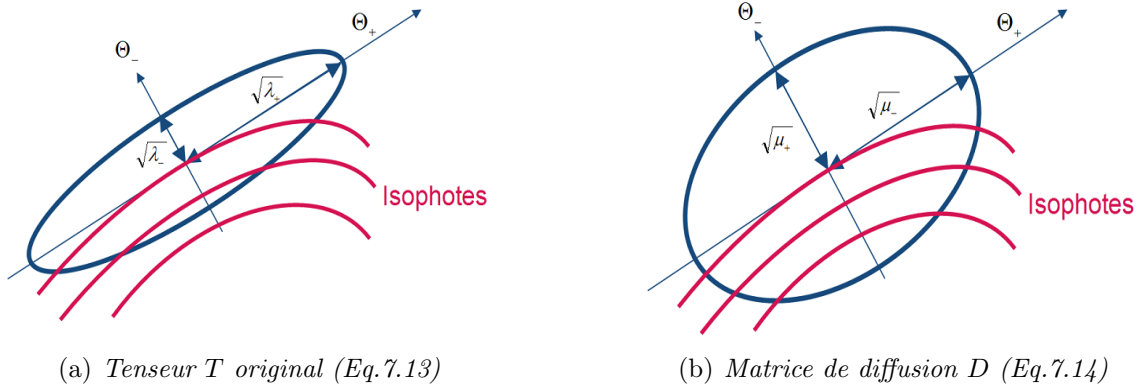 Θ₋
Θ₊
√λ₊
√λ₋
Isophotes
(a) Tenseur T original (Eq.7.13)
Θ₋
Θ₊
√μ₋
√μ₊
Isophotes
(b) Matrice de diffusion D (Eq.7.14)